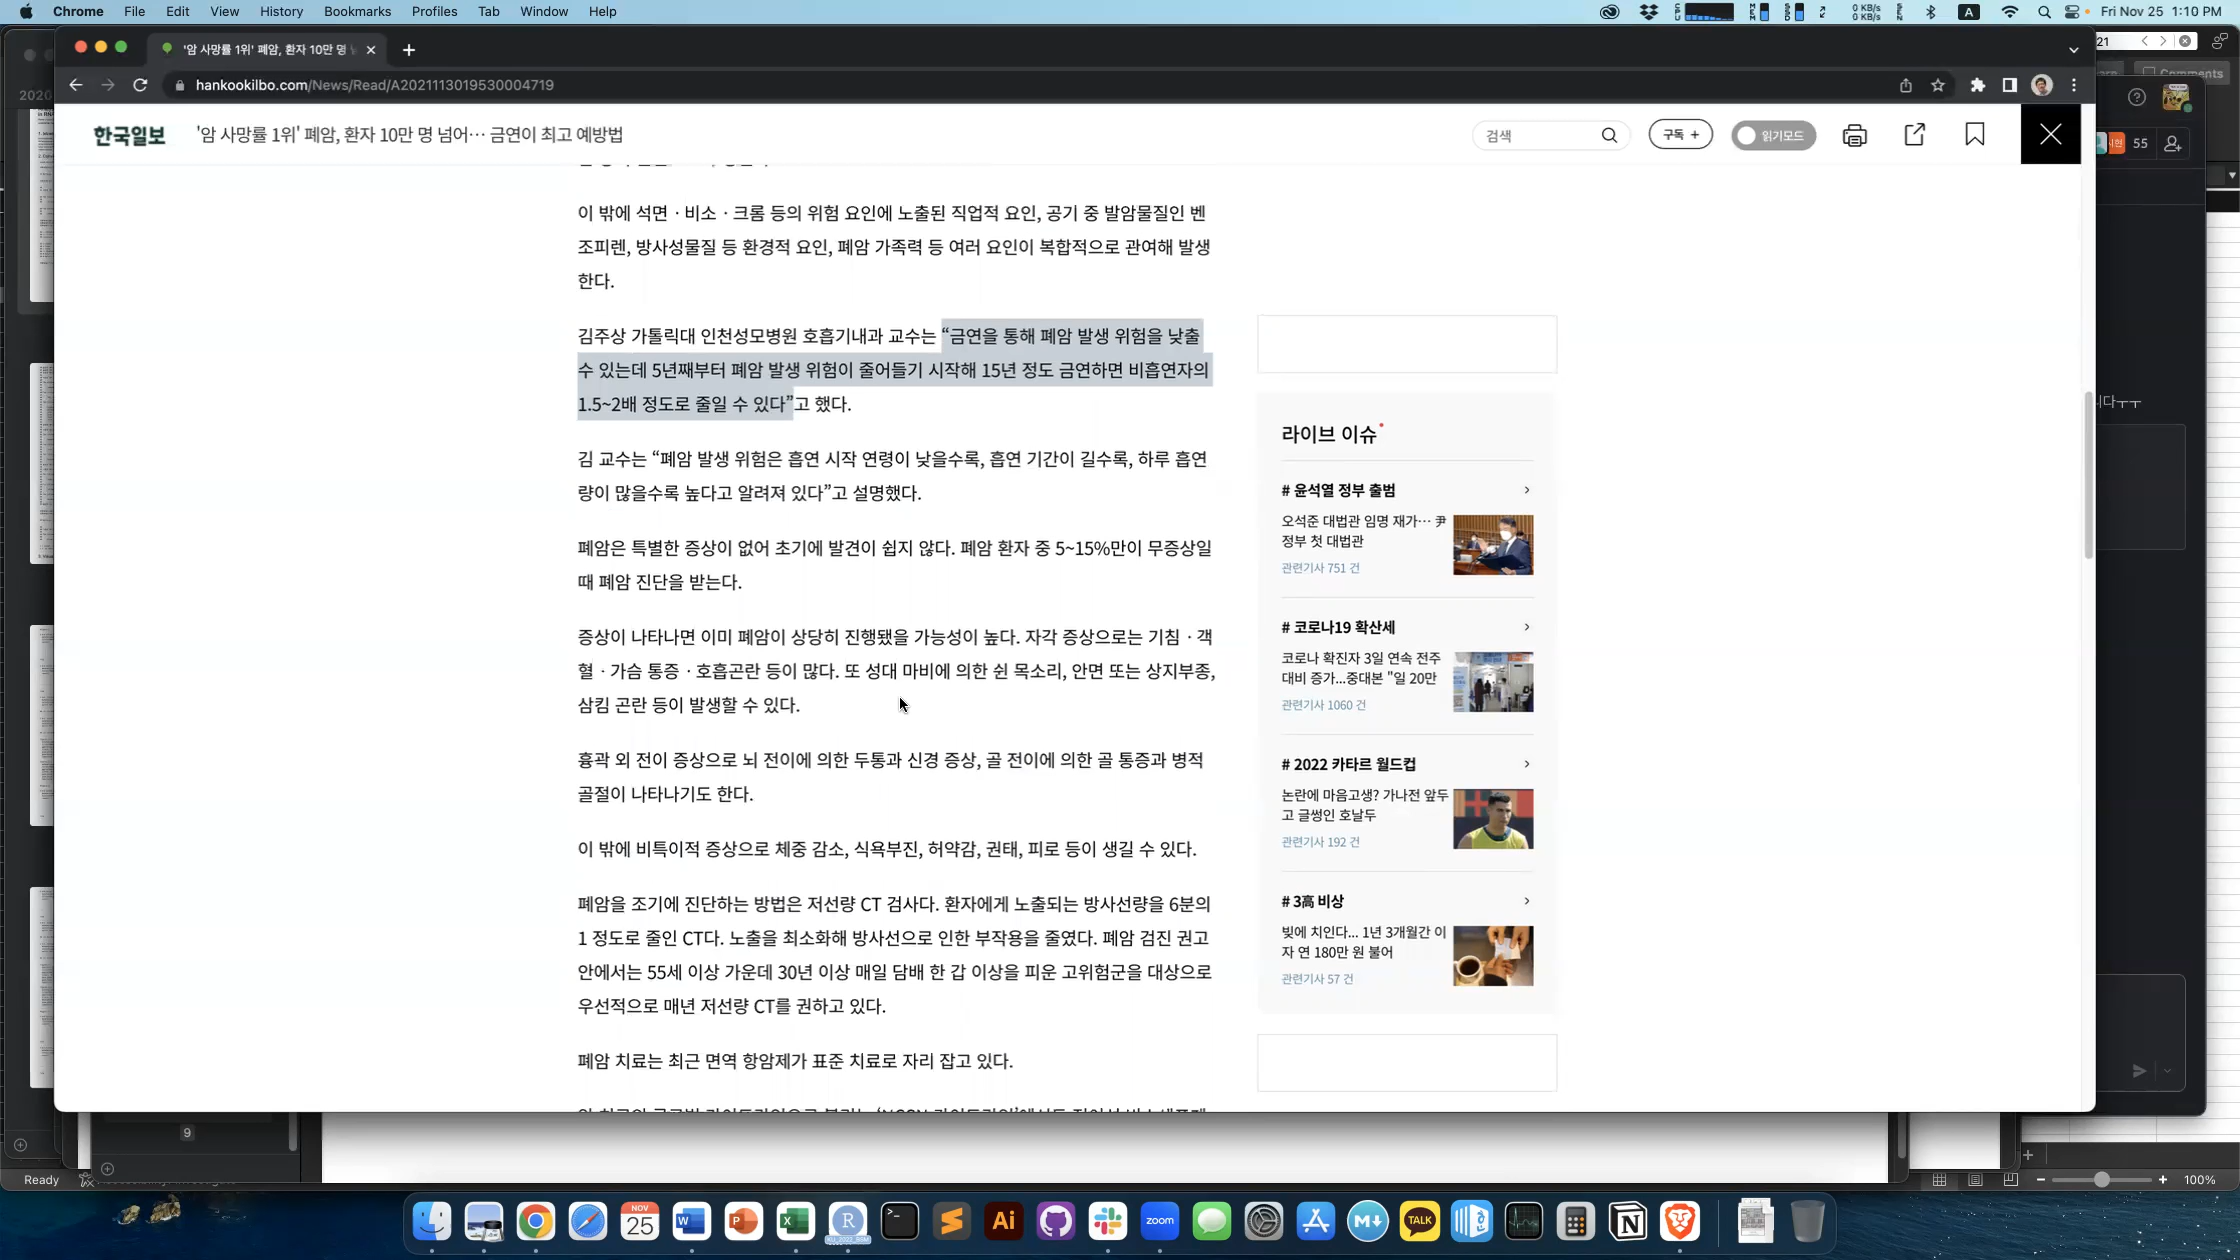 Chrome File Edit View History Bookmarks Profiles Tab Window Help
0 KB/s
0 KB/s
A
Fri Nov 25 1:10 PM
'암 사망률 1위' 폐암, 환자 10만 명
21
2020
Comments
hankookilbo.com/News/Read/A2021113019530004719
한국일보
'암 사망률 1위' 폐암, 환자 10만 명 넘어… 금연이 최고 예방법
검색
구독 +
읽기모드
55
이 밖에 석면 · 비소 · 크롬 등의 위험 요인에 노출된 직업적 요인, 공기 중 발암물질인 벤
조피렌, 방사성물질 등 환경적 요인, 폐암 가족력 등 여러 요인이 복합적으로 관여해 발생
한다.
김주상 가톨릭대 인천성모병원 호흡기내과 교수는 “금연을 통해 폐암 발생 위험을 낮출
수 있는데 5년째부터 폐암 발생 위험이 줄어들기 시작해 15년 정도 금연하면 비흡연자의
1.5~2배 정도로 줄일 수 있다”고 했다.
김 교수는 “폐암 발생 위험은 흡연 시작 연령이 낮을수록, 흡연 기간이 길수록, 하루 흡연
량이 많을수록 높다고 알려져 있다”고 설명했다.
폐암은 특별한 증상이 없어 초기에 발견이 쉽지 않다. 폐암 환자 중 5~15%만이 무증상일
때 폐암 진단을 받는다.
증상이 나타나면 이미 폐암이 상당히 진행됐을 가능성이 높다. 자각 증상으로는 기침 · 객
혈 · 가슴 통증 · 호흡곤란 등이 많다. 또 성대 마비에 의한 쉰 목소리, 안면 또는 상지부종,
삼킴 곤란 등이 발생할 수 있다.
흉곽 외 전이 증상으로 뇌 전이에 의한 두통과 신경 증상, 골 전이에 의한 골 통증과 병적
골절이 나타나기도 한다.
이 밖에 비특이적 증상으로 체중 감소, 식욕부진, 허약감, 권태, 피로 등이 생길 수 있다.
폐암을 조기에 진단하는 방법은 저선량 CT 검사다. 환자에게 노출되는 방사선량을 6분의
1 정도로 줄인 CT다. 노출을 최소화해 방사선으로 인한 부작용을 줄였다. 폐암 검진 권고
안에서는 55세 이상 가운데 30년 이상 매일 담배 한 갑 이상을 피운 고위험군을 대상으로
우선적으로 매년 저선량 CT를 권하고 있다.
폐암 치료는 최근 면역 항암제가 표준 치료로 자리 잡고 있다.
라이브 이슈
# 윤석열 정부 출범
오석준 대법관 임명 재가… 尹
정부 첫 대법관
관련기사 751 건
# 코로나19 확산세
코로나 확진자 3일 연속 전주
대비 증가...중대본 "일 20만
관련기사 1060 건
# 2022 카타르 월드컵
논란에 마음고생? 가나전 앞두
고 글썽인 호날두
관련기사 192 건
# 3高 비상
빚에 치인다... 1년 3개월간 이
자 연 180만 원 불어
관련기사 57 건
니다ㅜㅜ
9
Ready
100%
NOV
25
W
P
X
R
KU_2022_BGM
Ai
zoom
M
TALK
N